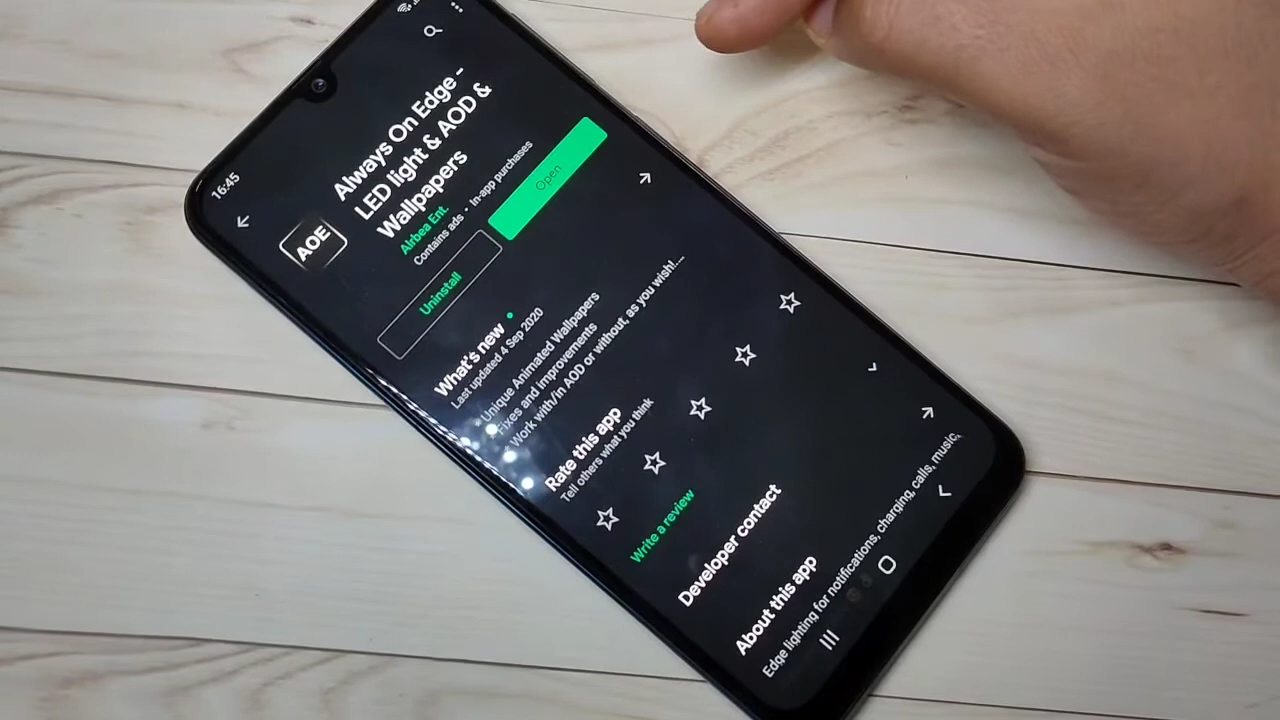 16:45
AOE
Always On Edge -
LED light & AOD &
Wallpapers
Alrbea Ent.
Contains ads • In-app purchases
Uninstall
Open
What's new
Last updated 4 Sep 2020
* Unique Animated Wallpapers
* Fixes and improvements
* Work with/in AOD or without, as you wish!....
Rate this app
Tell others what you think
Write a review
Developer contact
About this app
Edge lighting for notifications, charging, calls, music,